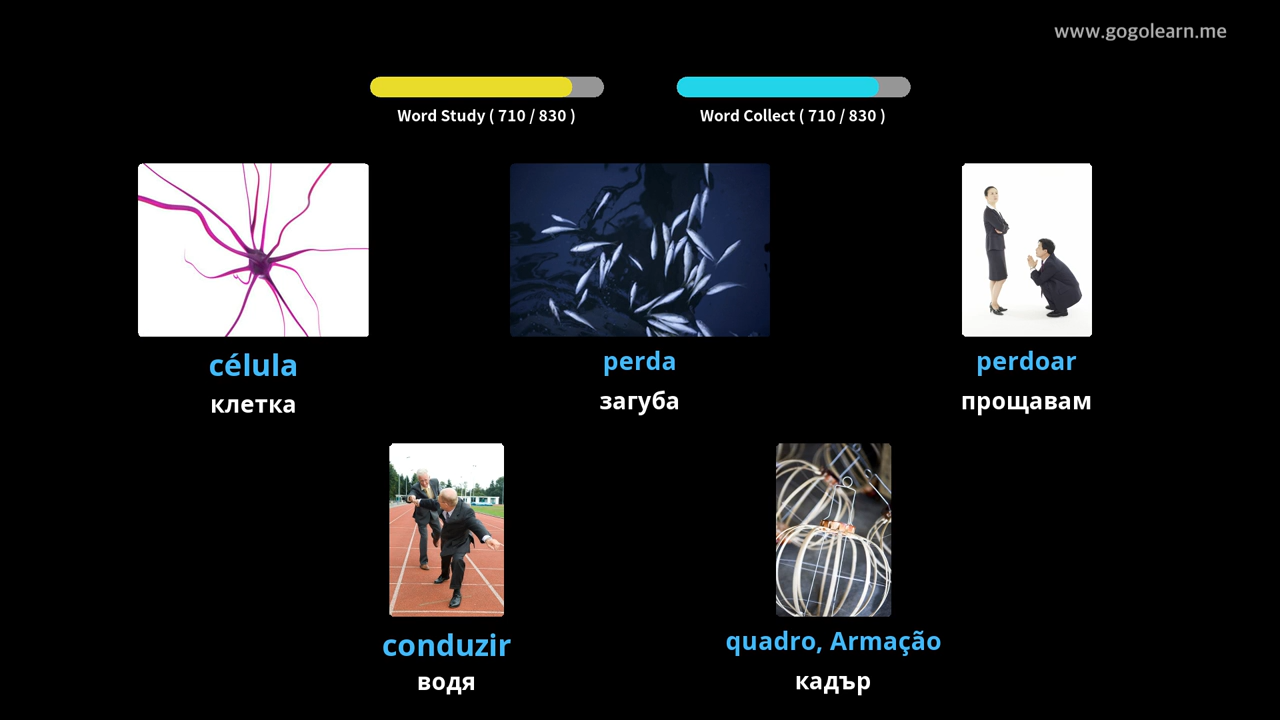 www.gogolearn.me
Word Study ( 710 / 830 )
Word Collect ( 710 / 830 )
célula
клетка
perda
загуба
perdoar
прощавам
conduzir
водя
quadro, Armação
кадър